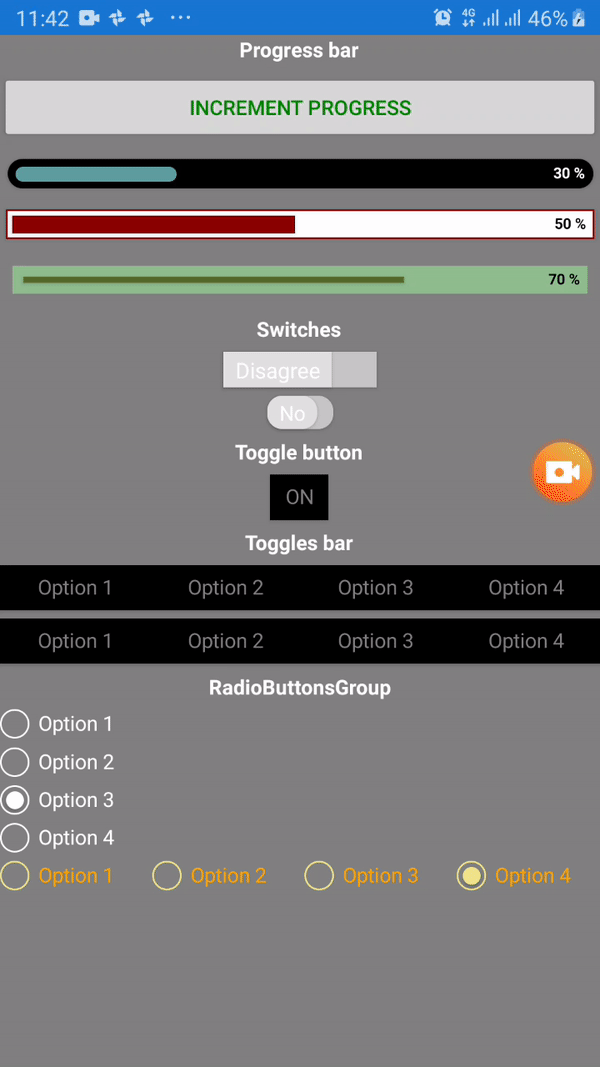 11:42 46%
4G
Progress bar
INCREMENT PROGRESS
30 %
50 %
70 %
Switches
Disagree
No
Toggle button
ON
Toggles bar
Option 1 Option 2 Option 3 Option 4
Option 1 Option 2 Option 3 Option 4
RadioButtonsGroup
Option 1
Option 2
Option 3
Option 4
Option 1 Option 2 Option 3 Option 4